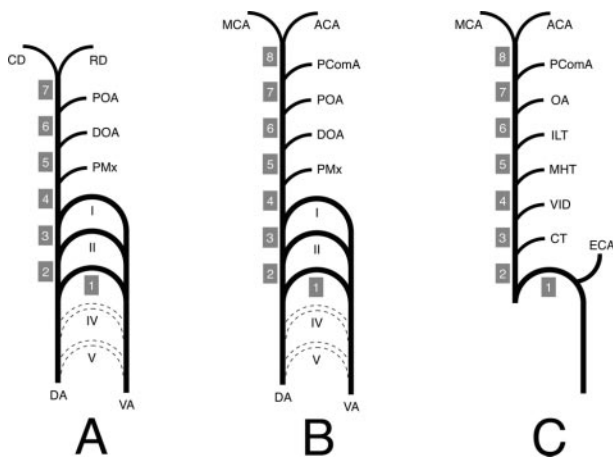 CD RD
7
POA
6
DOA
5
PMx
4
I
3
II
2
1
IV
V
DA
VA
A
MCA ACA
8
PComA
7
POA
6
DOA
5
PMx
4
I
3
II
2
1
IV
V
DA
VA
B
MCA ACA
8
PComA
7
OA
6
ILT
5
MHT
4
VID
3
CT
ECA
2
1
C